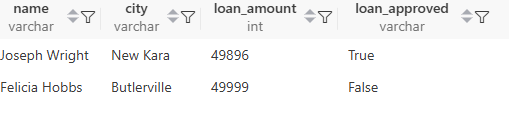 name city loan_amount loan_approved
varchar varchar int varchar
Joseph Wright New Kara 49896 True
Felicia Hobbs Butlerville 49999 False